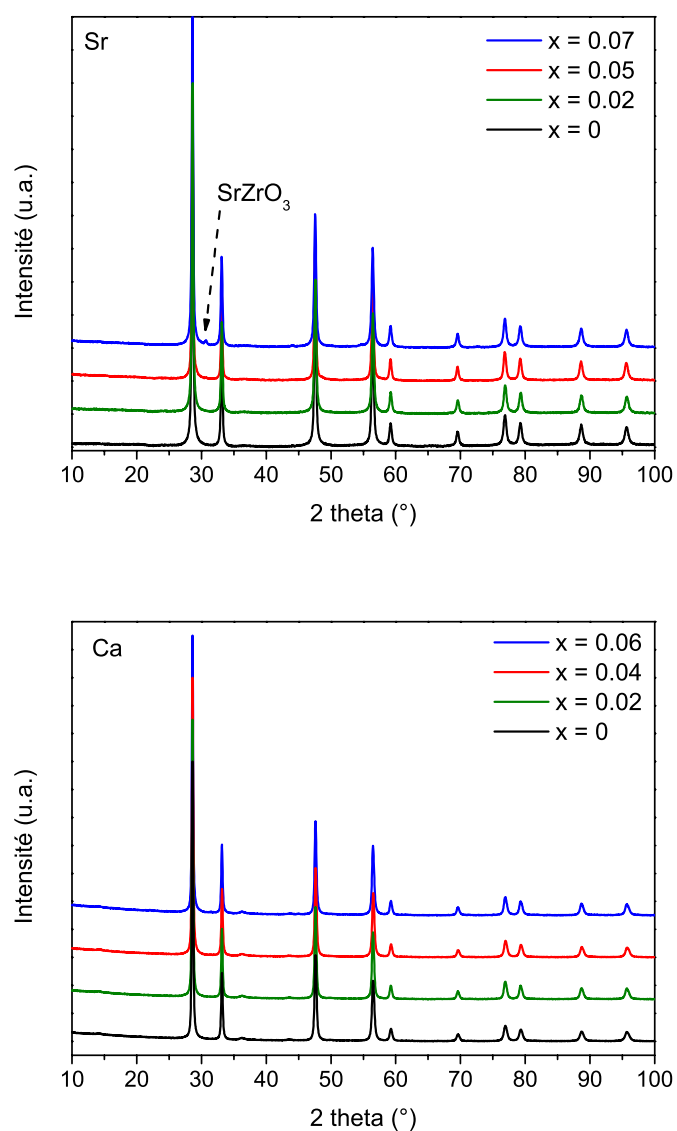 Sr
x = 0.07
x = 0.05
x = 0.02
x = 0
SrZrO3
Intensité (u.a.)
10 20 30 40 50 60 70 80 90 100
2 theta (°)
Ca
x = 0.06
x = 0.04
x = 0.02
x = 0
Intensité (u.a.)
10 20 30 40 50 60 70 80 90 100
2 theta (°)